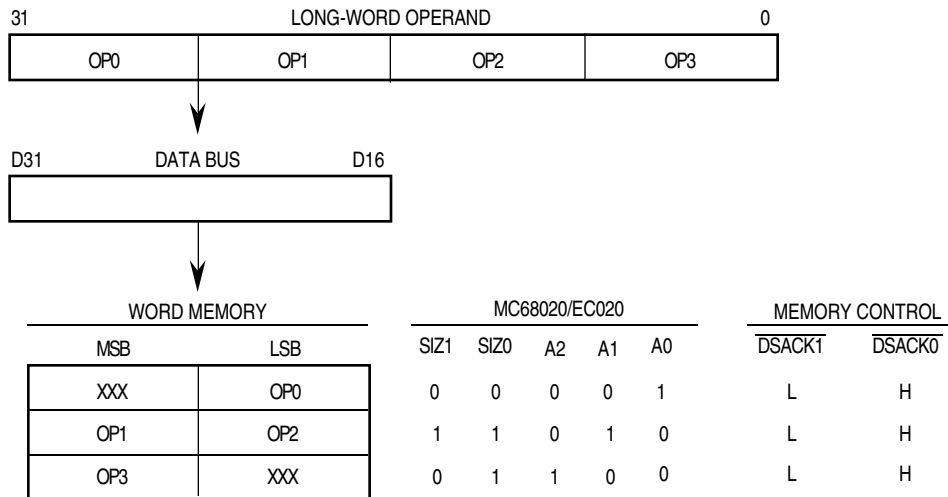 31 LONG-WORD OPERAND 0
OP0 OP1 OP2 OP3
D31 DATA BUS D16
WORD MEMORY MC68020/EC020 MEMORY CONTROL
MSB LSB SIZ1 SIZ0 A2 A1 A0 DSACK1 DSACK0
XXX OP0 0 0 0 0 1 L H
OP1 OP2 1 1 0 1 0 L H
OP3 XXX 0 1 1 0 0 L H